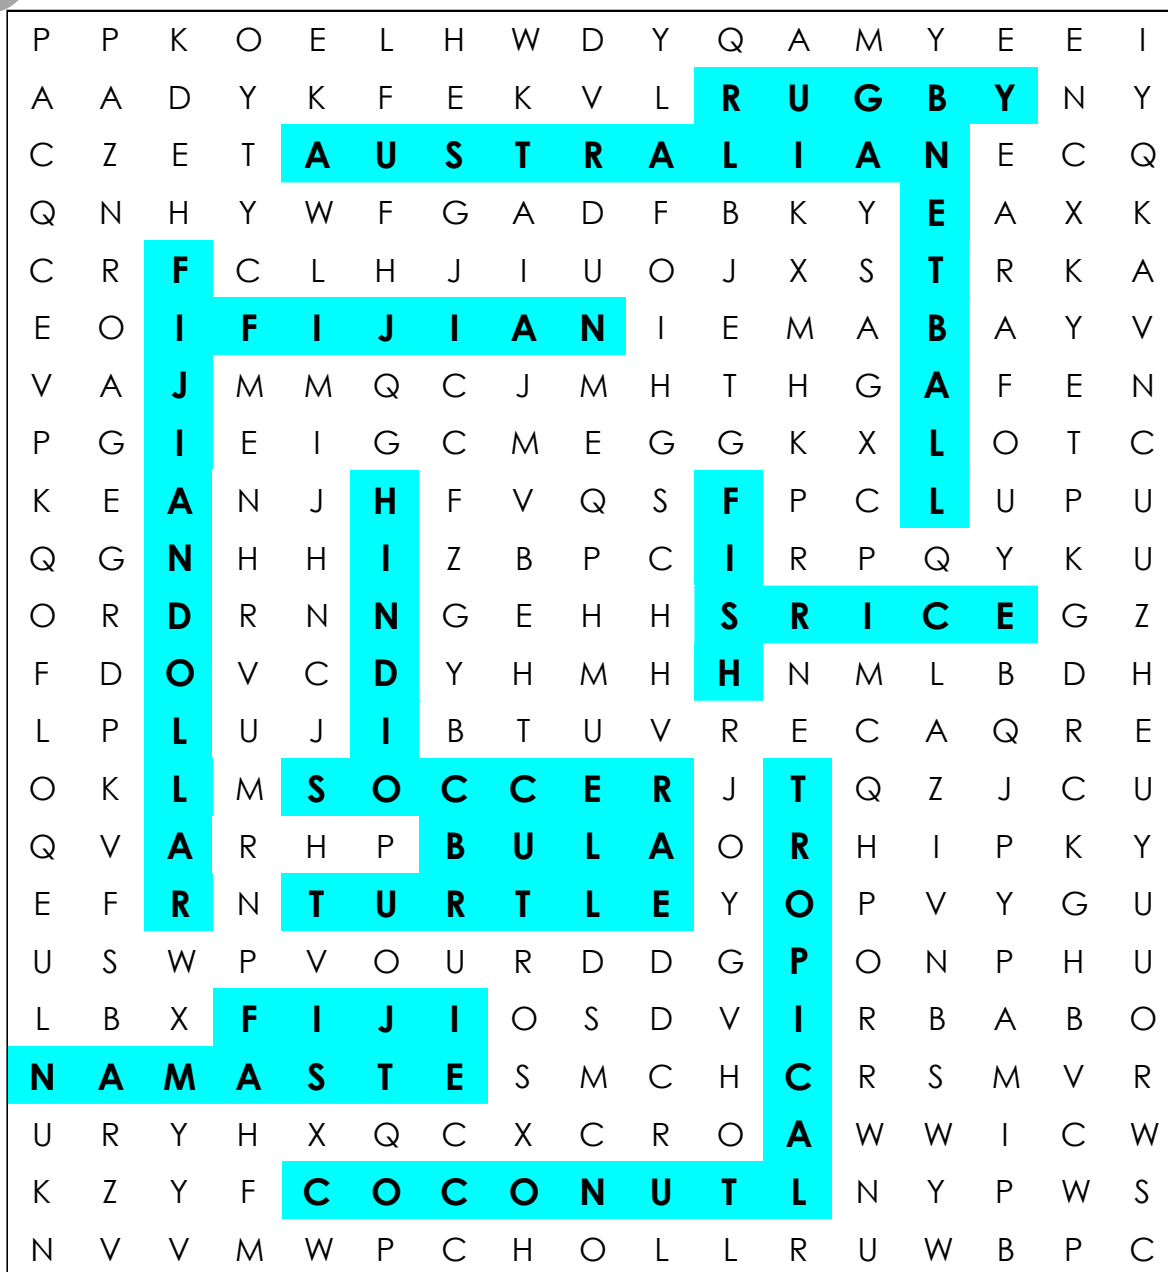 P P K O E L H W D Y Q A M Y E E I
A A D Y K F E K V L R U G B Y N Y
C Z E T A U S T R A L I A N E C Q
Q N H Y W F G A D F B K Y E A X K
C R F C L H J I U O J X S T R K A
E O I F I J I A N I E M A B A Y V
V A J M M Q C J M H T H G A F E N
P G I E I G C M E G G K X L O T C
K E A N J H F V Q S F P C L U P U
Q G N H H I Z B P C I R P Q Y K U
O R D R N N G E H H S R I C E G Z
F D O V C D Y H M H H N M L B D H
L P L U J I B T U V R E C A Q R E
O K L M S O C C E R J T Q Z J C U
Q V A R H P B U L A O R H I P K Y
E F R N T U R T L E Y O P V Y G U
U S W P V O U R D D G P O N P H U
L B X F I J I O S D V I R B A B O
N A M A S T E S M C H C R S M V R
U R Y H X Q C X C R O A W W I C W
K Z Y F C O C O N U T L N Y P W S
N V V M W P C H O L L R U W B P C